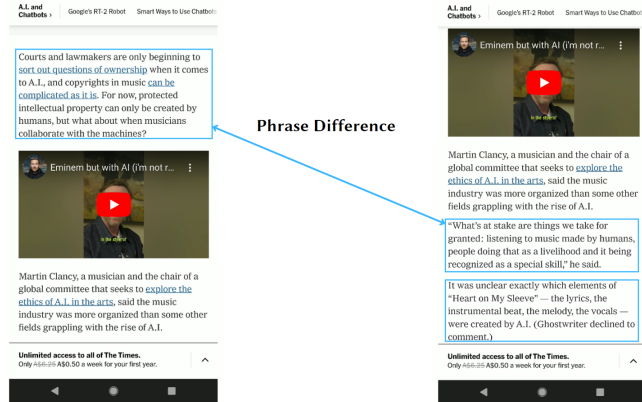 A.I. and
Chatbots >
Google's RT-2 Robot
Smart Ways to Use Chatbots
Courts and lawmakers are only beginning to
sort out questions of ownership when it comes
to A.I., and copyrights in music can be
complicated as it is. For now, protected
intellectual property can only be created by
humans, but what about when musicians
collaborate with the machines?
Eminem but with AI (i'm not r...
in the style of
Martin Clancy, a musician and the chair of a
global committee that seeks to explore the
ethics of A.I. in the arts, said the music
industry was more organized than some other
fields grappling with the rise of A.I.
Unlimited access to all of The Times.
Only A$6.25 A$0.50 a week for your first year.
Phrase Difference
A.I. and
Chatbots >
Google's RT-2 Robot
Smart Ways to Use Chatbot
Eminem but with AI (i'm not r...
in the style of
Martin Clancy, a musician and the chair of a
global committee that seeks to explore the
ethics of A.I. in the arts, said the music
industry was more organized than some other
fields grappling with the rise of A.I.
"What's at stake are things we take for
granted: listening to music made by humans,
people doing that as a livelihood and it being
recognized as a special skill," he said.
It was unclear exactly which elements of
"Heart on My Sleeve" — the lyrics, the
instrumental beat, the melody, the vocals —
were created by A.I. (Ghostwriter declined to
comment.)
Unlimited access to all of The Times.
Only A$6.25 A$0.50 a week for your first year.